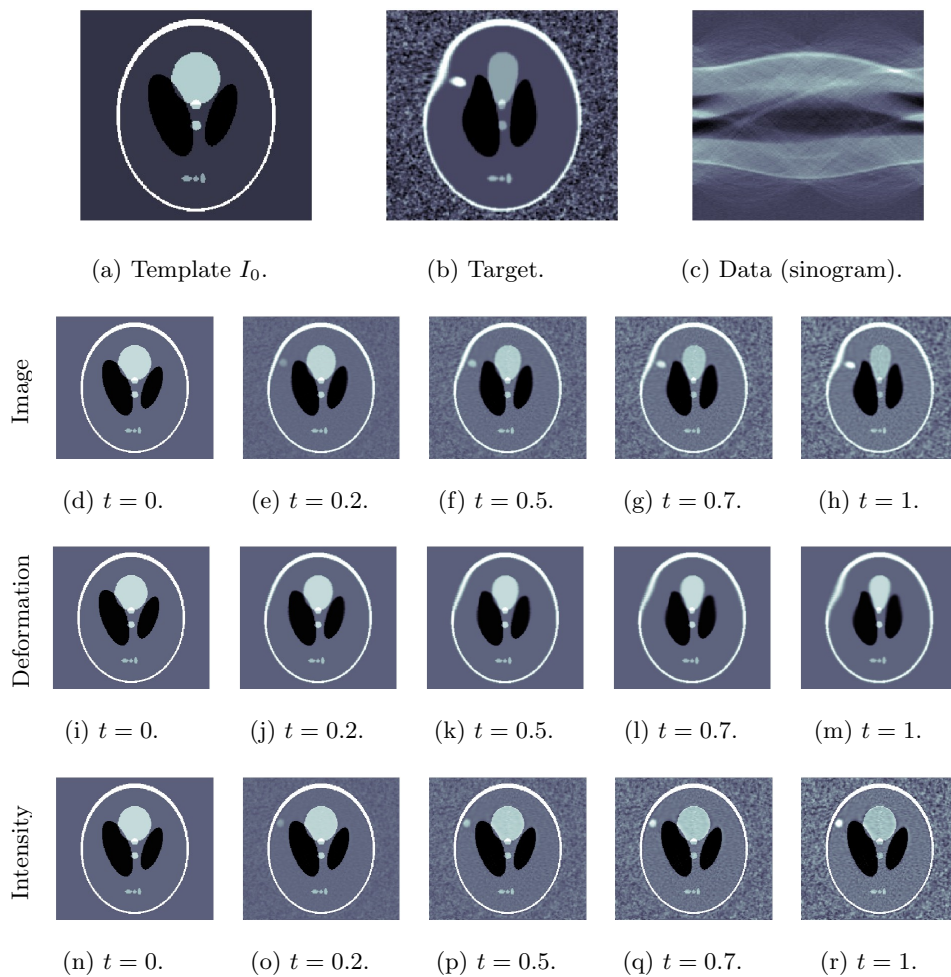 (a) Template I₀.
(b) Target.
(c) Data (sinogram).
Image
(d) t = 0.
(e) t = 0.2.
(f) t = 0.5.
(g) t = 0.7.
(h) t = 1.
Deformation
(i) t = 0.
(j) t = 0.2.
(k) t = 0.5.
(l) t = 0.7.
(m) t = 1.
Intensity
(n) t = 0.
(o) t = 0.2.
(p) t = 0.5.
(q) t = 0.7.
(r) t = 1.